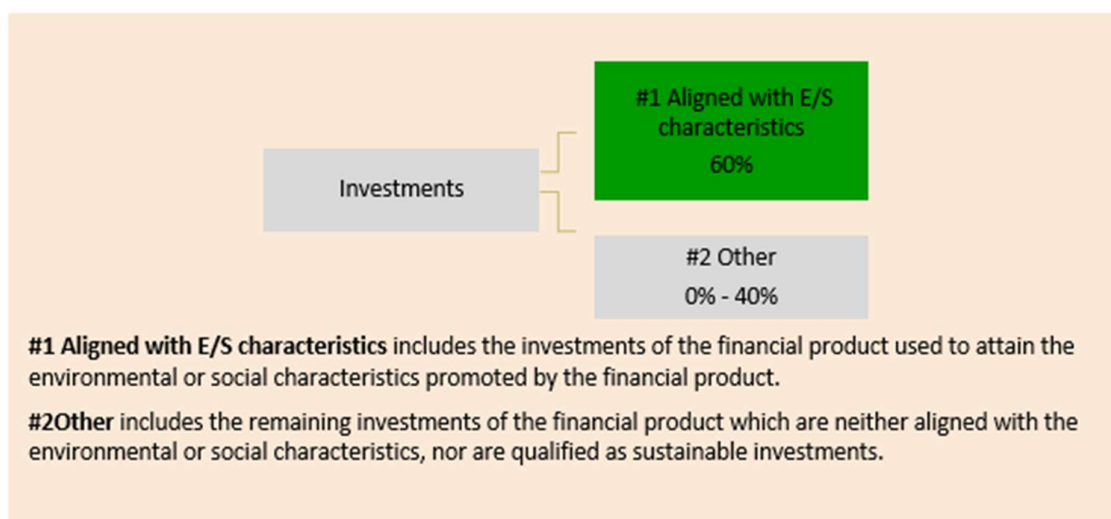 #1 Aligned with E/S
characteristics
60%
Investments
#2 Other
0% - 40%
#1 Aligned with E/S characteristics includes the investments of the financial product used to attain the
environmental or social characteristics promoted by the financial product.
#2Other includes the remaining investments of the financial product which are neither aligned with the
environmental or social characteristics, nor are qualified as sustainable investments.